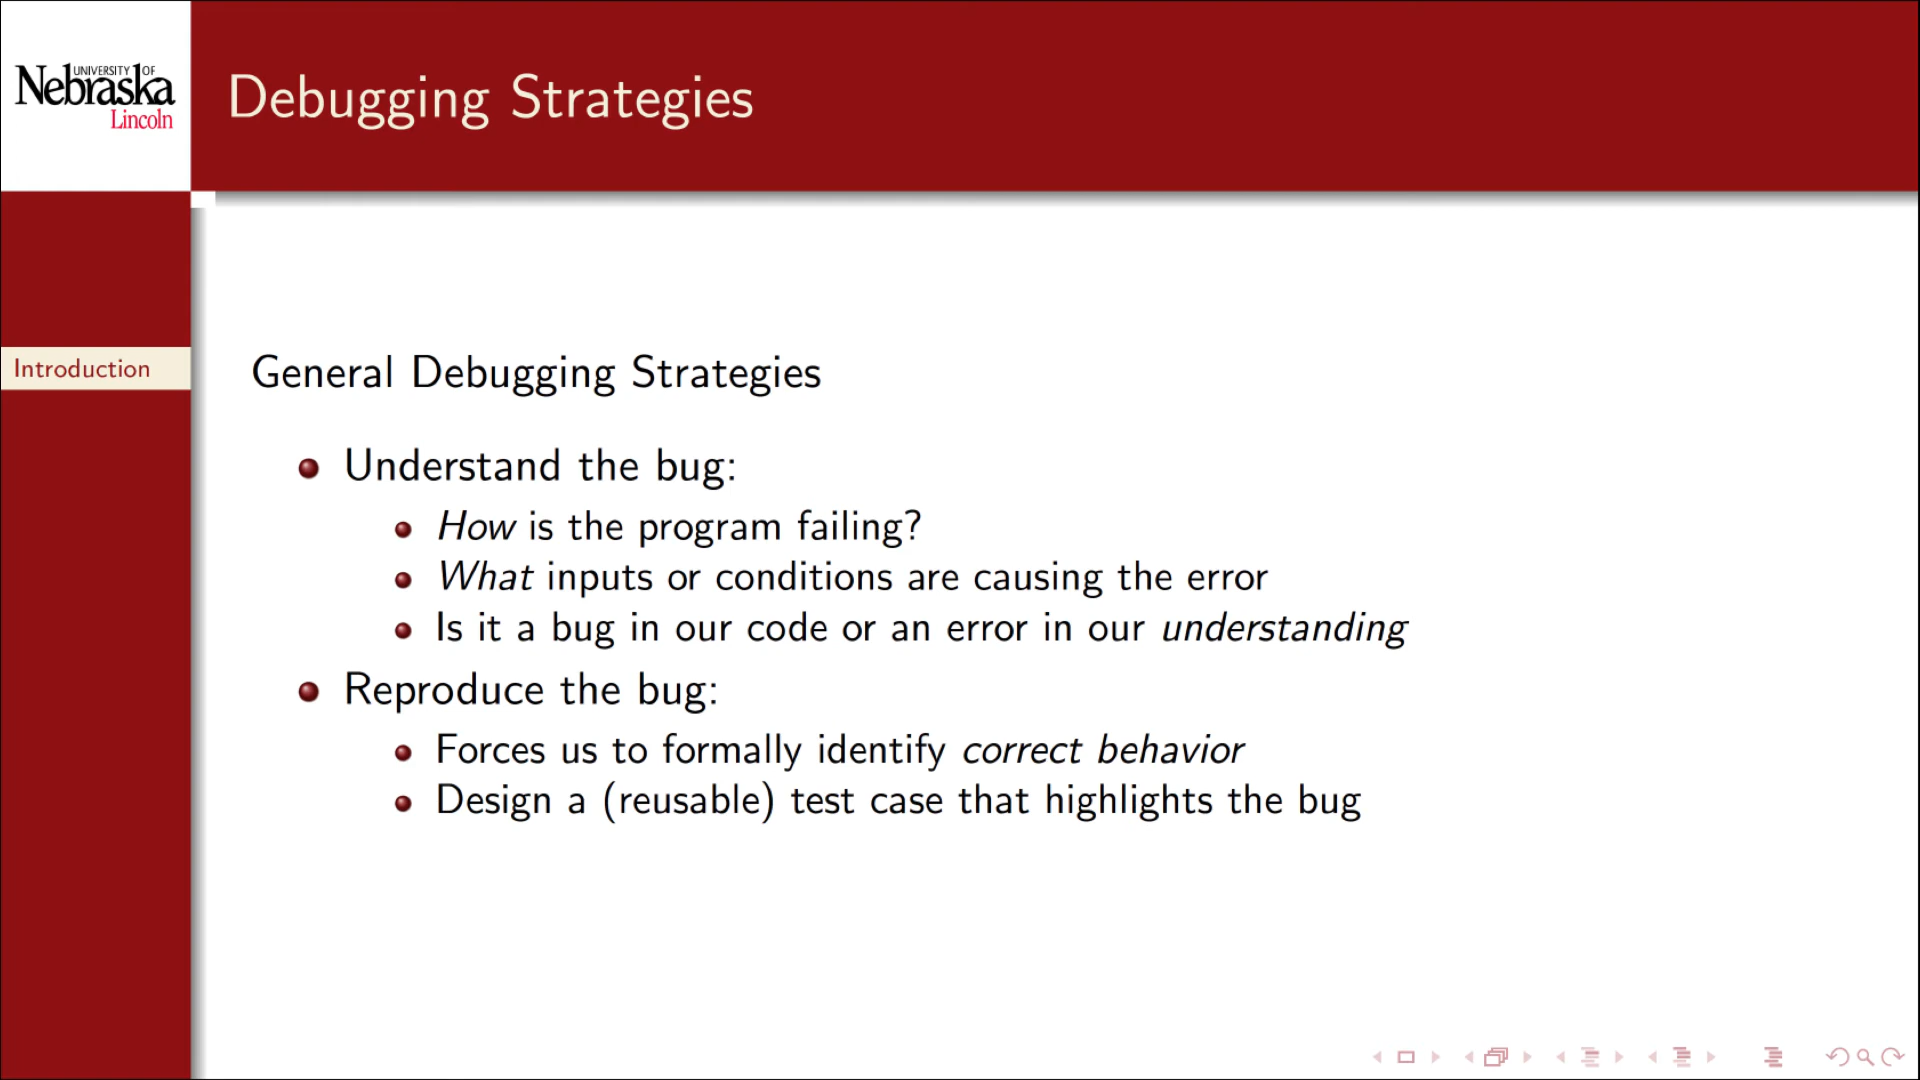 UNIVERSITY OF
Nebraska
Lincoln
Debugging Strategies
Introduction
General Debugging Strategies
Understand the bug:
How is the program failing?
What inputs or conditions are causing the error
Is it a bug in our code or an error in our understanding
Reproduce the bug:
Forces us to formally identify correct behavior
Design a (reusable) test case that highlights the bug